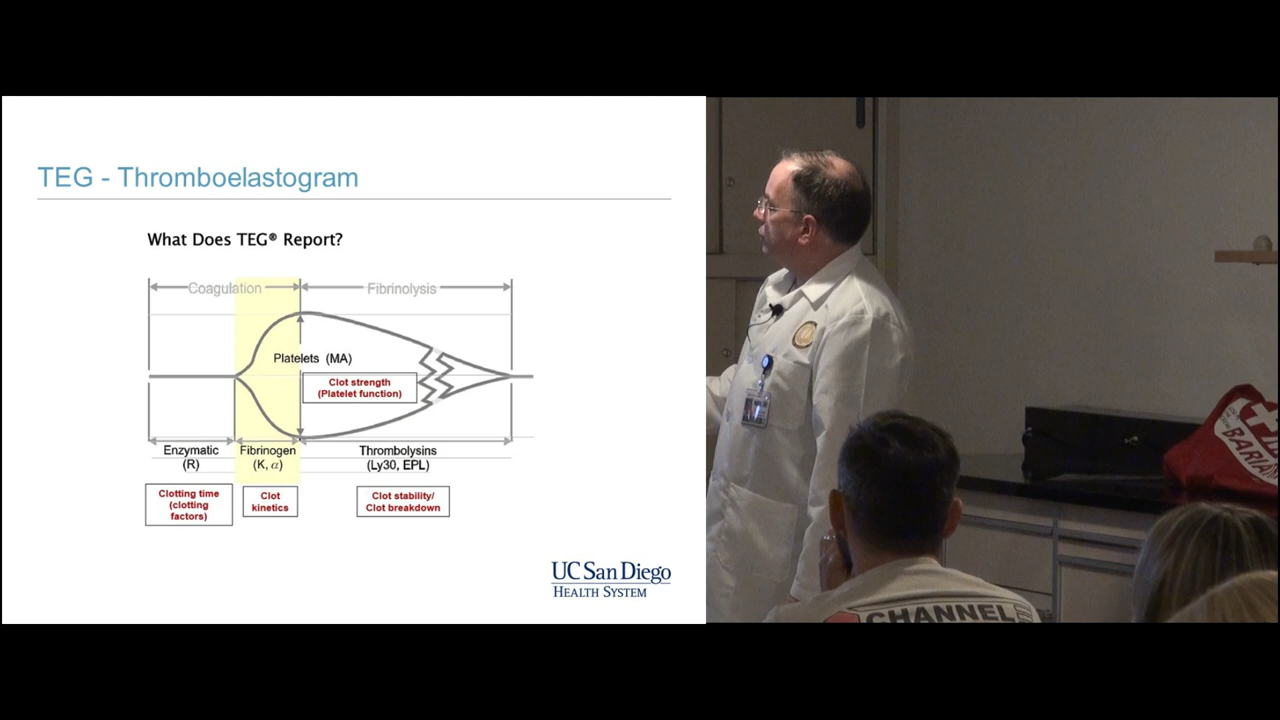 TEG - Thromboelastogram
What Does TEG® Report?
Coagulation
Fibrinolysis
Platelets (MA)
Clot strength
(Platelet function)
Enzymatic
(R)
Fibrinogen
(K, α)
Thrombolysins
(Ly30, EPL)
Clotting time
(clotting
factors)
Clot
kinetics
Clot stability/
Clot breakdown
UC San Diego
HEALTH SYSTEM
CHANNEL